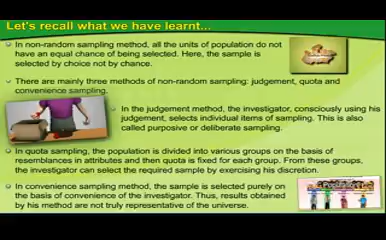 Let's recall what we have learnt...
In non-random sampling method, all the units of population do not
have an equal chance of being selected. Here, the sample is
selected by choice not by chance.
There are mainly three methods of non-random sampling: judgement, quota and
convenience sampling.
In the judgement method, the investigator, consciously using his
judgement, selects individual items of sampling. This is also
called purposive or deliberate sampling.
In quota sampling, the population is divided into various groups on the basis of
resemblances in attributes and then quota is fixed for each group. From these groups,
the investigator can select the required sample by exercising his discretion.
In convenience sampling method, the sample is selected purely on
the basis of convenience of the investigator. Thus, results obtained
by his method are not truly representative of the universe.